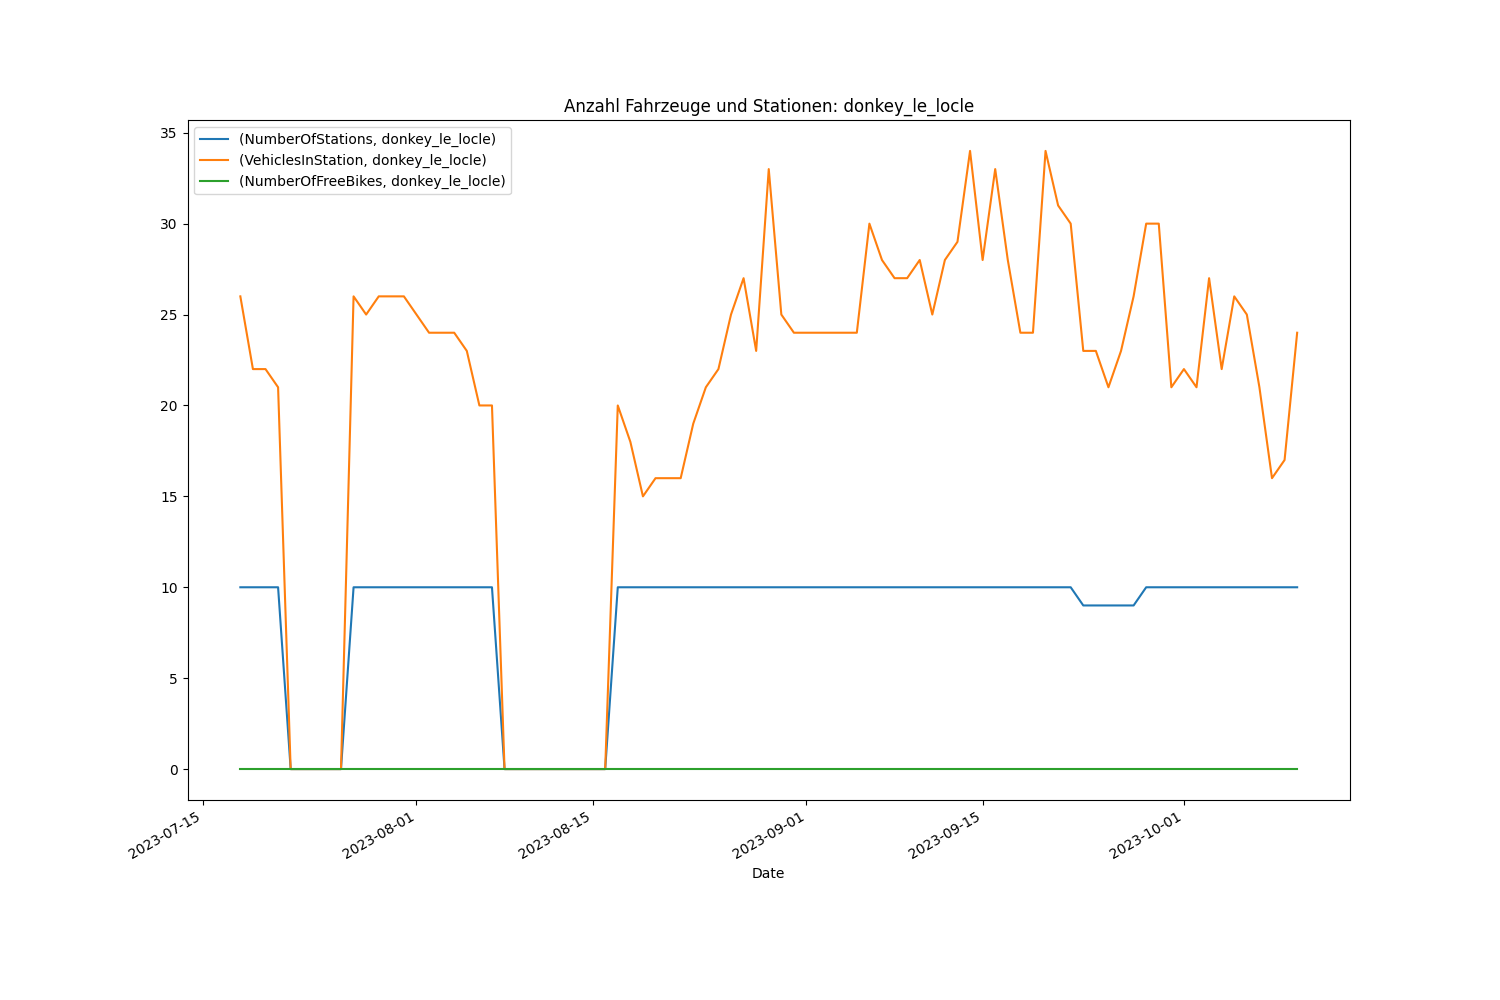 Anzahl Fahrzeuge und Stationen: donkey_le_locle
(NumberOfStations, donkey_le_locle)
(VehiclesInStation, donkey_le_locle)
(NumberOfFreeBikes, donkey_le_locle)
35
30
25
20
15
10
5
0
2023-07-15
2023-08-01
2023-08-15
2023-09-01
2023-09-15
2023-10-01
Date